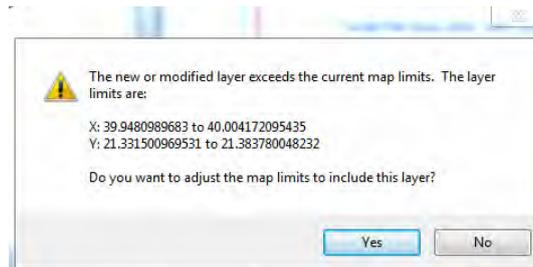 The new or modified layer exceeds the current map limits.  The layer
limits are:
X: 39.9480989683 to 40.004172095435
Y: 21.331500969531 to 21.383780048232
Do you want to adjust the map limits to include this layer?
Yes
No